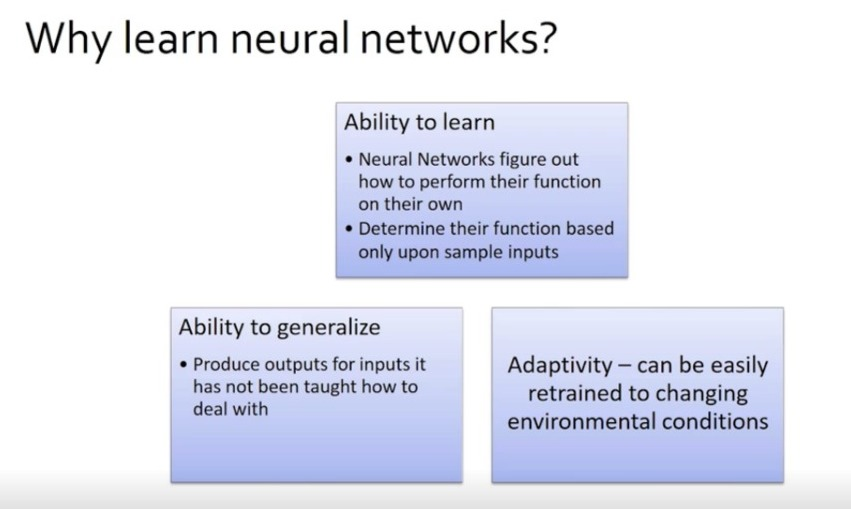 Why learn neural networks?
Ability to learn
• Neural Networks figure out
how to perform their function
on their own
• Determine their function based
only upon sample inputs
Ability to generalize
• Produce outputs for inputs it
has not been taught how to
deal with
Adaptivity – can be easily
retrained to changing
environmental conditions